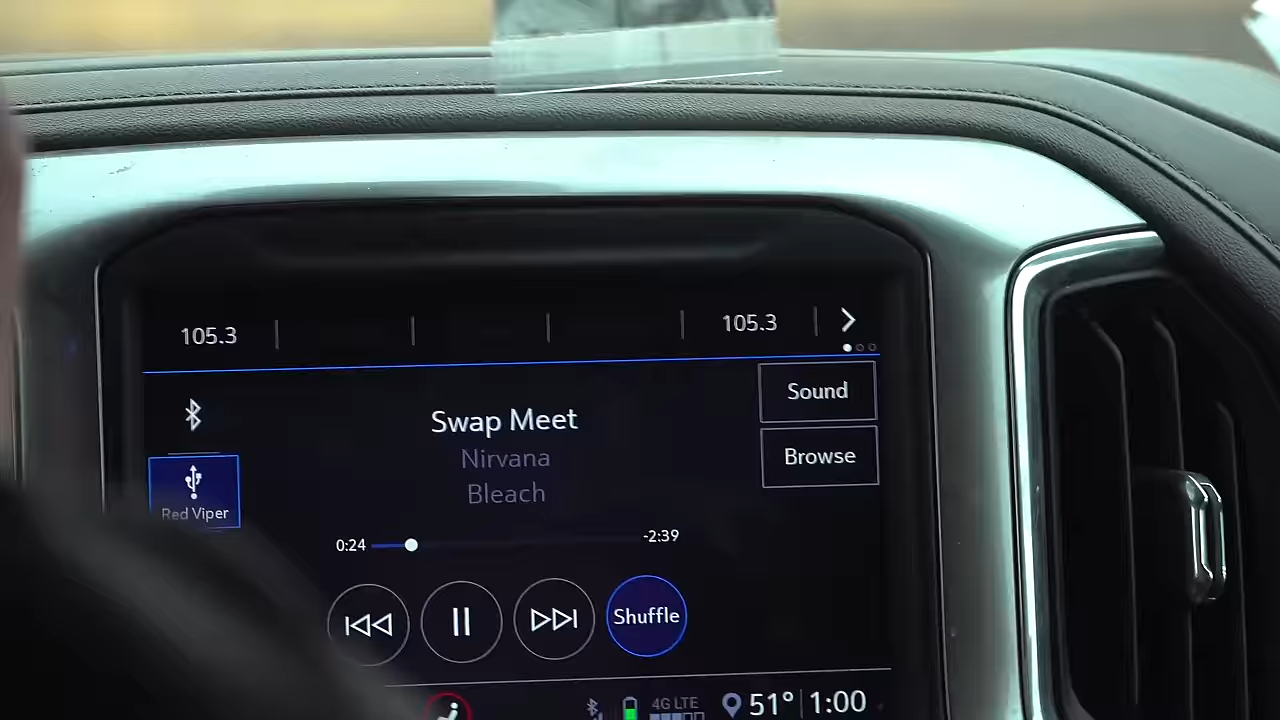 105.3
105.3
Sound
Swap Meet
Browse
Nirvana
Bleach
Red Viper
0:24
-2:39
Shuffle
4G LTE
51° 1:00